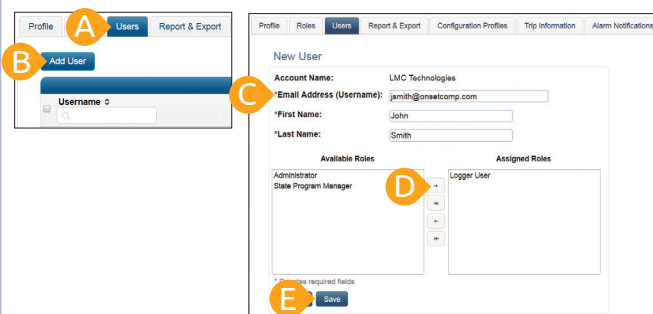 Profile A Users Report & Export
B Add User
Username
Profile Roles Users Report & Export Configuration Profiles Trip Information Alarm Notifications
New User
Account Name: LMC Technologies
C *Email Address (Username): jsmith@onsetcomp.com
*First Name: John
*Last Name: Smith
Available Roles Assigned Roles
Administrator Logger User
State Program Manager
D
* required fields
E Save